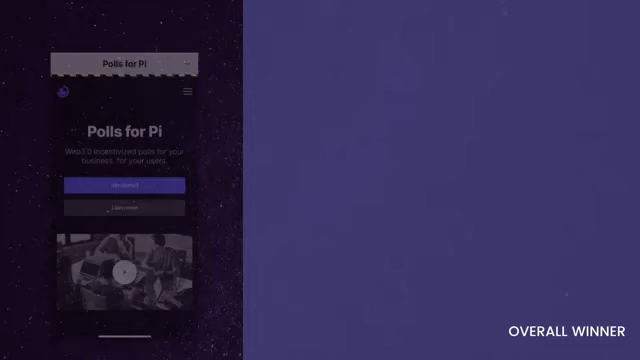 Polls for Pi
Polls for Pi
Web3.0 incentivized polls for your
business, for your users.
OVERALL WINNER